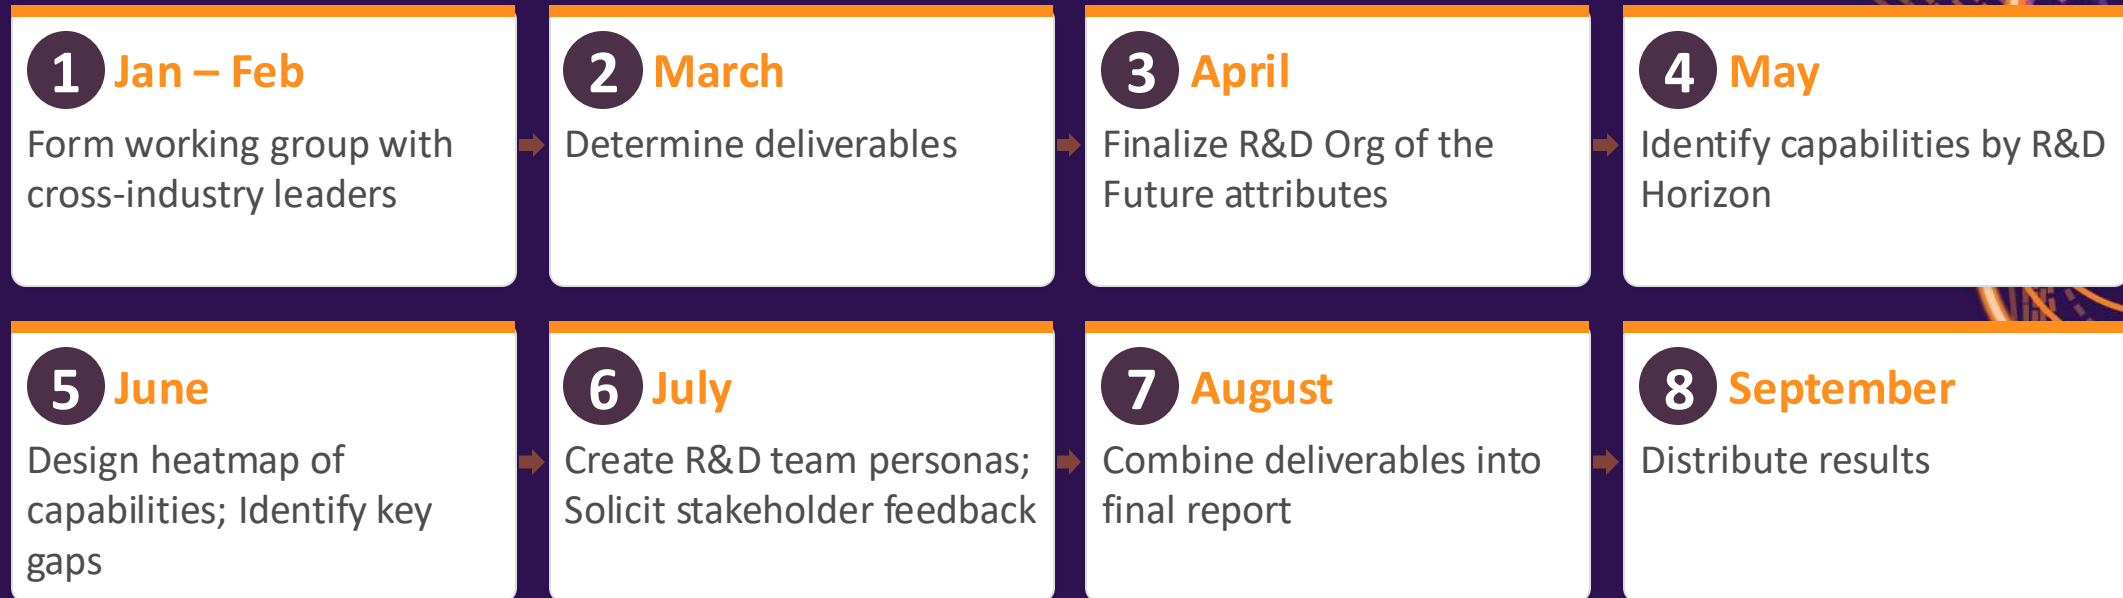 1 Jan – Feb
Form working group with
cross-industry leaders
2 March
Determine deliverables
3 April
Finalize R&D Org of the
Future attributes
4 May
Identify capabilities by R&D
Horizon
5 June
Design heatmap of
capabilities; Identify key
gaps
6 July
Create R&D team personas;
Solicit stakeholder feedback
7 August
Combine deliverables into
final report
8 September
Distribute results